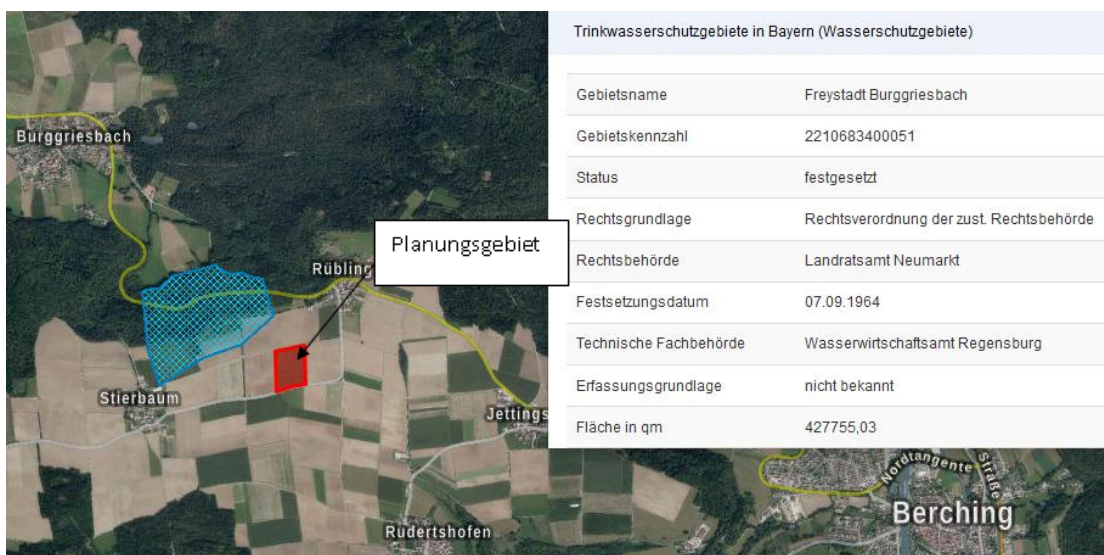 Trinkwasserschutzgebiete in Bayern (Wasserschutzgebiete)
Gebietsname Freystadt Burggriesbach
Gebietskennzahl 2210683400051
Status festgesetzt
Rechtsgrundlage Rechtsverordnung der zust. Rechtsbehörde
Rechtsbehörde Landratsamt Neumarkt
Festsetzungsdatum 07.09.1964
Technische Fachbehörde Wasserwirtschaftsamt Regensburg
Erfassungsgrundlage nicht bekannt
Fläche in qm 427755,03
Burggriesbach
Planungsgebiet
Rübling
Stierbaum
Jettings
Rudertshofen
Nordtangente
Straße
Berching